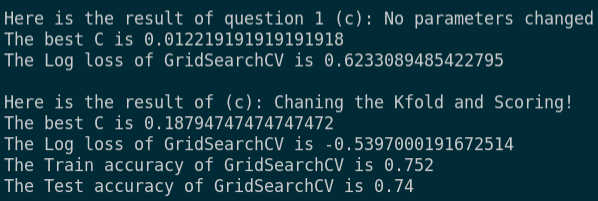 Here is the result of question 1 (c): No parameters changed
The best C is 0.012219191919191918
The Log loss of GridSearchCV is 0.6233089485422795
Here is the result of (c): Chaning the Kfold and Scoring!
The best C is 0.18794747474747472
The Log loss of GridSearchCV is -0.5397000191672514
The Train accuracy of GridSearchCV is 0.752
The Test accuracy of GridSearchCV is 0.74